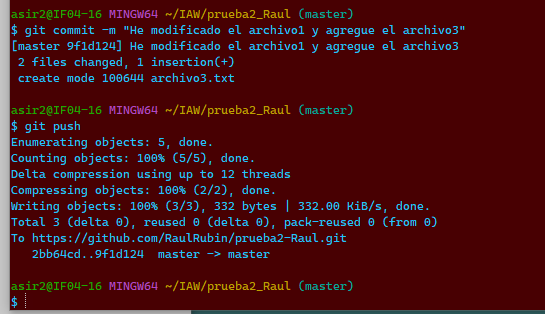 asir2@IF04-16 MINGW64 ~/IAW/prueba2_Raul (master)
$ git commit -m "He modificado el archivo1 y agregue el archivo3"
[master 9f1d124] He modificado el archivo1 y agregue el archivo3
 2 files changed, 1 insertion(+)
 create mode 100644 archivo3.txt
asir2@IF04-16 MINGW64 ~/IAW/prueba2_Raul (master)
$ git push
Enumerating objects: 5, done.
Counting objects: 100% (5/5), done.
Delta compression using up to 12 threads
Compressing objects: 100% (2/2), done.
Writing objects: 100% (3/3), 332 bytes | 332.00 KiB/s, done.
Total 3 (delta 0), reused 0 (delta 0), pack-reused 0 (from 0)
To https://github.com/RaulRubin/prueba2-Raul.git
   2bb64cd..9f1d124  master -> master
asir2@IF04-16 MINGW64 ~/IAW/prueba2_Raul (master)
$